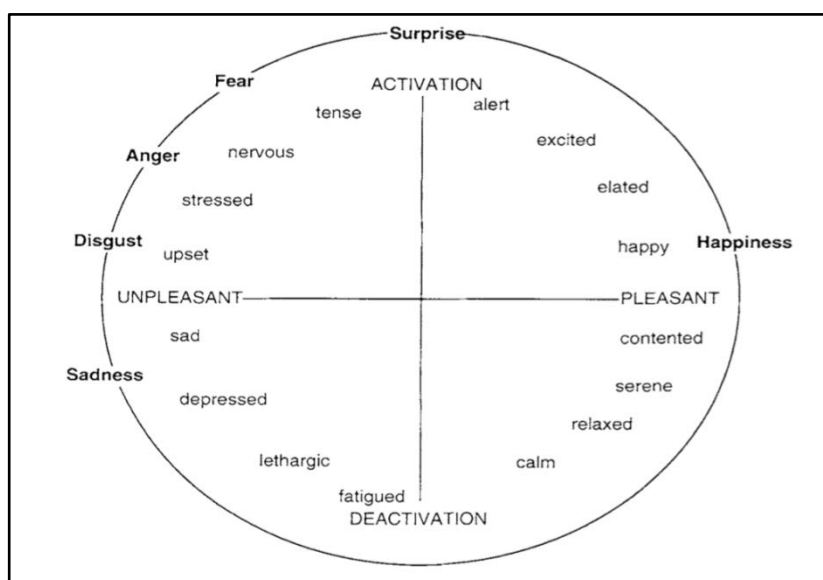 Surprise
Fear
ACTIVATION
tense
alert
excited
Anger
nervous
elated
stressed
Disgust
upset
happy
Happiness
UNPLEASANT
PLEASANT
sad
contented
Sadness
serene
depressed
relaxed
lethargic
calm
fatigued
DEACTIVATION